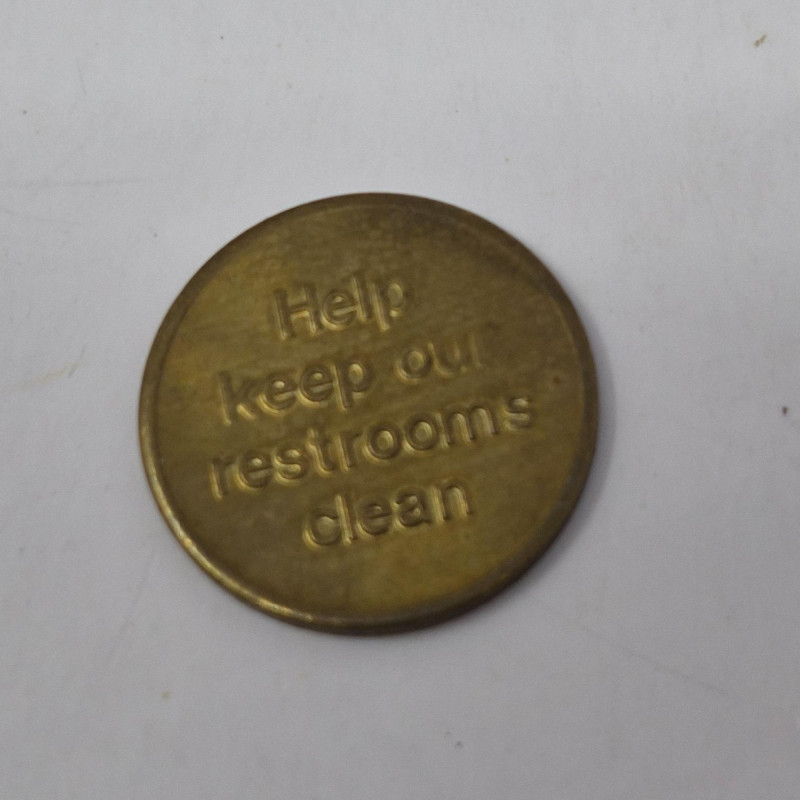 Help
keep our
restrooms
clean